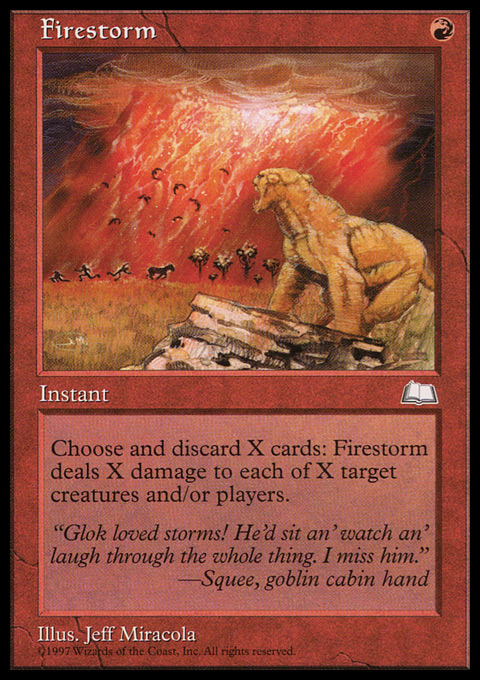 Firestorm
Instant
Choose and discard X cards: Firestorm
deals X damage to each of X target
creatures and/or players.
“Glok loved storms! He’d sit an’ watch an’
laugh through the whole thing. I miss him.”
—Squee, goblin cabin hand
Illus. Jeff Miracola
©1997 Wizards of the Coast, Inc. All rights reserved.